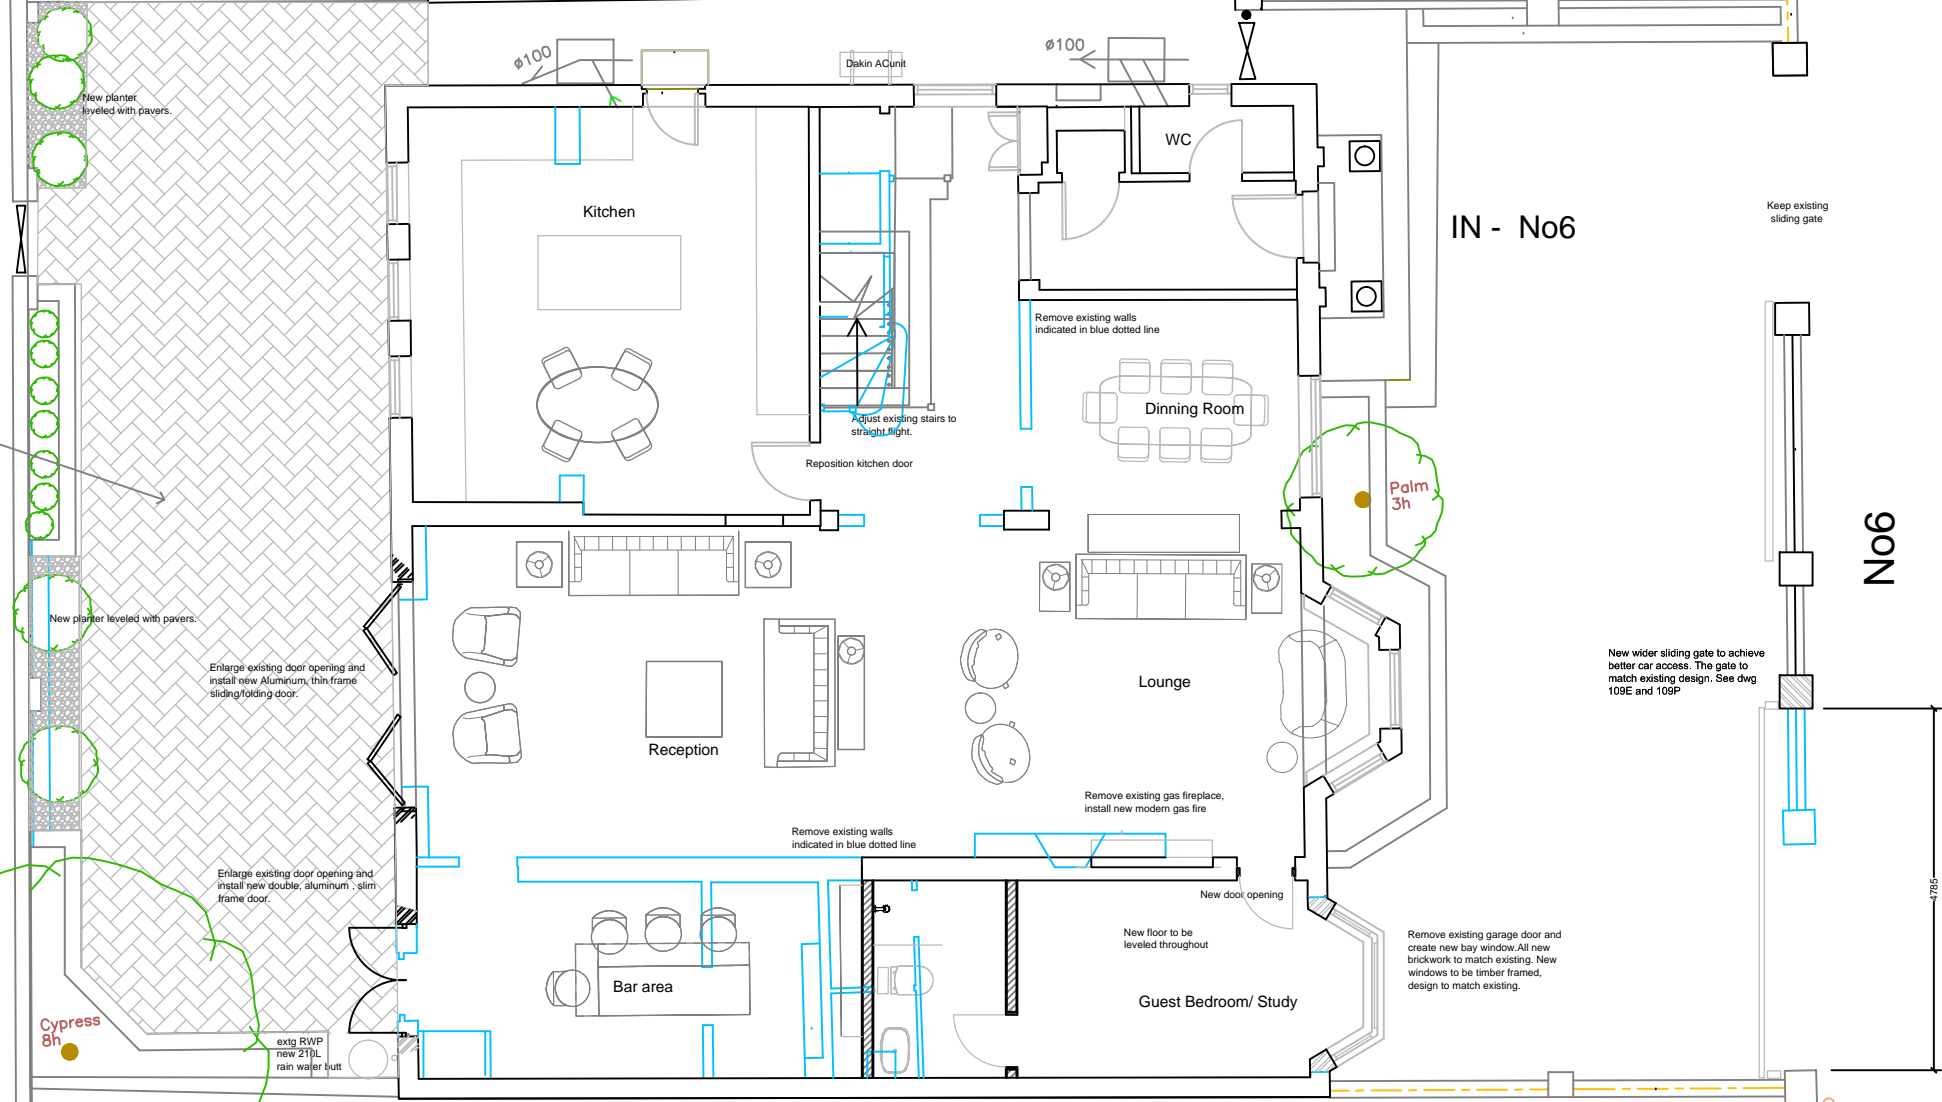 ø100
Dakin ACunit
ø100
New planter
leveled with pavers.
WC
Kitchen
Keep existing
sliding gate
IN - No6
Remove existing walls
indicated in blue dotted line
Dinning Room
Adjust existing stairs to
straight flight.
Reposition kitchen door
Palm
3h
No6
New planter leveled with pavers.
Enlarge existing door opening and
install new Aluminum, thin frame
sliding/folding door.
Lounge
New wider sliding gate to achieve
better car access. The gate to
match existing design. See dwg
109E and 109P
Reception
Remove existing gas fireplace,
install new modern gas fire
Remove existing walls
indicated in blue dotted line
Enlarge existing door opening and
install new double, aluminum , slim
frame door.
New door opening
4785
New floor to be
leveled throughout
Remove existing garage door and
create new bay window.All new
brickwork to match existing. New
windows to be timber framed,
design to match existing.
Bar area
Guest Bedroom/ Study
Cypress
8h
extg RWP
new 210L
rain water butt